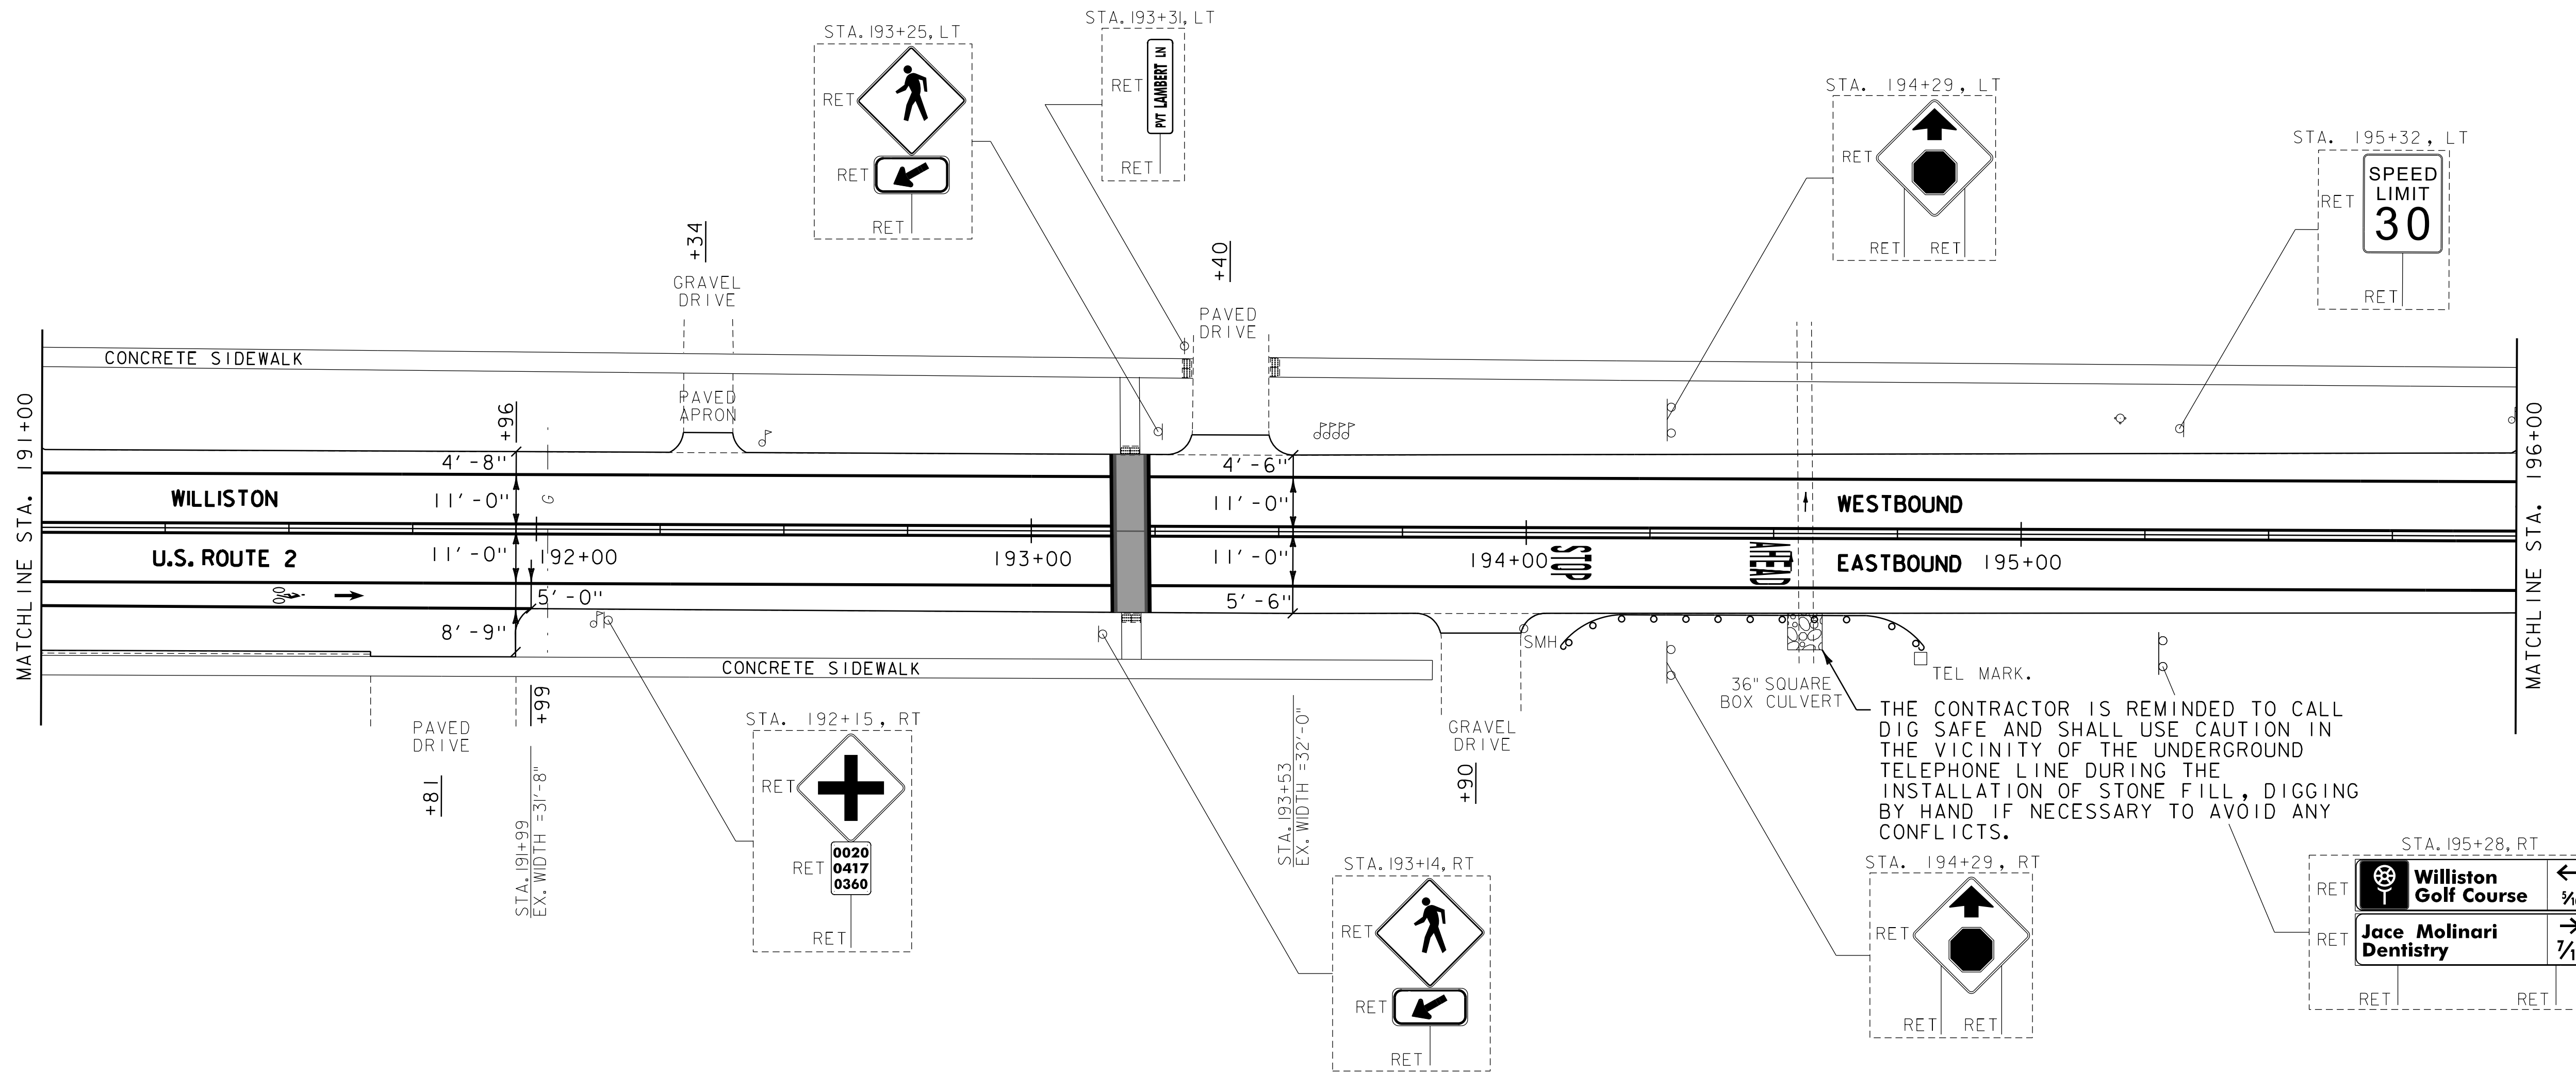 STA. 193+25, LT
RET
RET
RET
STA. 193+31, LT
RET
PVT LAMBERT LN
RET
STA. 194+29, LT
RET
RET RET
STA. 195+32, LT
RET
SPEED
LIMIT
30
RET
+34
GRAVEL
DRIVE
+40
PAVED
DRIVE
CONCRETE SIDEWALK
PAVED
APRON
MATCHLINE STA. 191+00
+96
4'-8"
4'-6"
WILLISTON
11'-0"
G
11'-0"
WESTBOUND
U.S. ROUTE 2
11'-0"
192+00
193+00
11'-0"
194+00
STOP
AHEAD
EASTBOUND
195+00
5'-0"
5'-6"
8'-9"
SMH
MATCHLINE STA. 196+00
CONCRETE SIDEWALK
36" SQUARE
BOX CULVERT
TEL MARK.
+99
STA. 191+99
EX. WIDTH =31'-8"
PAVED
DRIVE
+81
STA. 193+53
EX. WIDTH =32'-0"
GRAVEL
DRIVE
+90
THE CONTRACTOR IS REMINDED TO CALL
DIG SAFE AND SHALL USE CAUTION IN
THE VICINITY OF THE UNDERGROUND
TELEPHONE LINE DURING THE
INSTALLATION OF STONE FILL, DIGGING
BY HAND IF NECESSARY TO AVOID ANY
CONFLICTS.
STA. 192+15, RT
RET
RET
0020
0417
0360
RET
STA. 193+14, RT
RET
RET
RET
STA. 194+29, RT
RET
RET RET
STA. 195+28, RT
RET
Williston
Golf Course
RET
Jace Molinari
Dentistry
RET RET